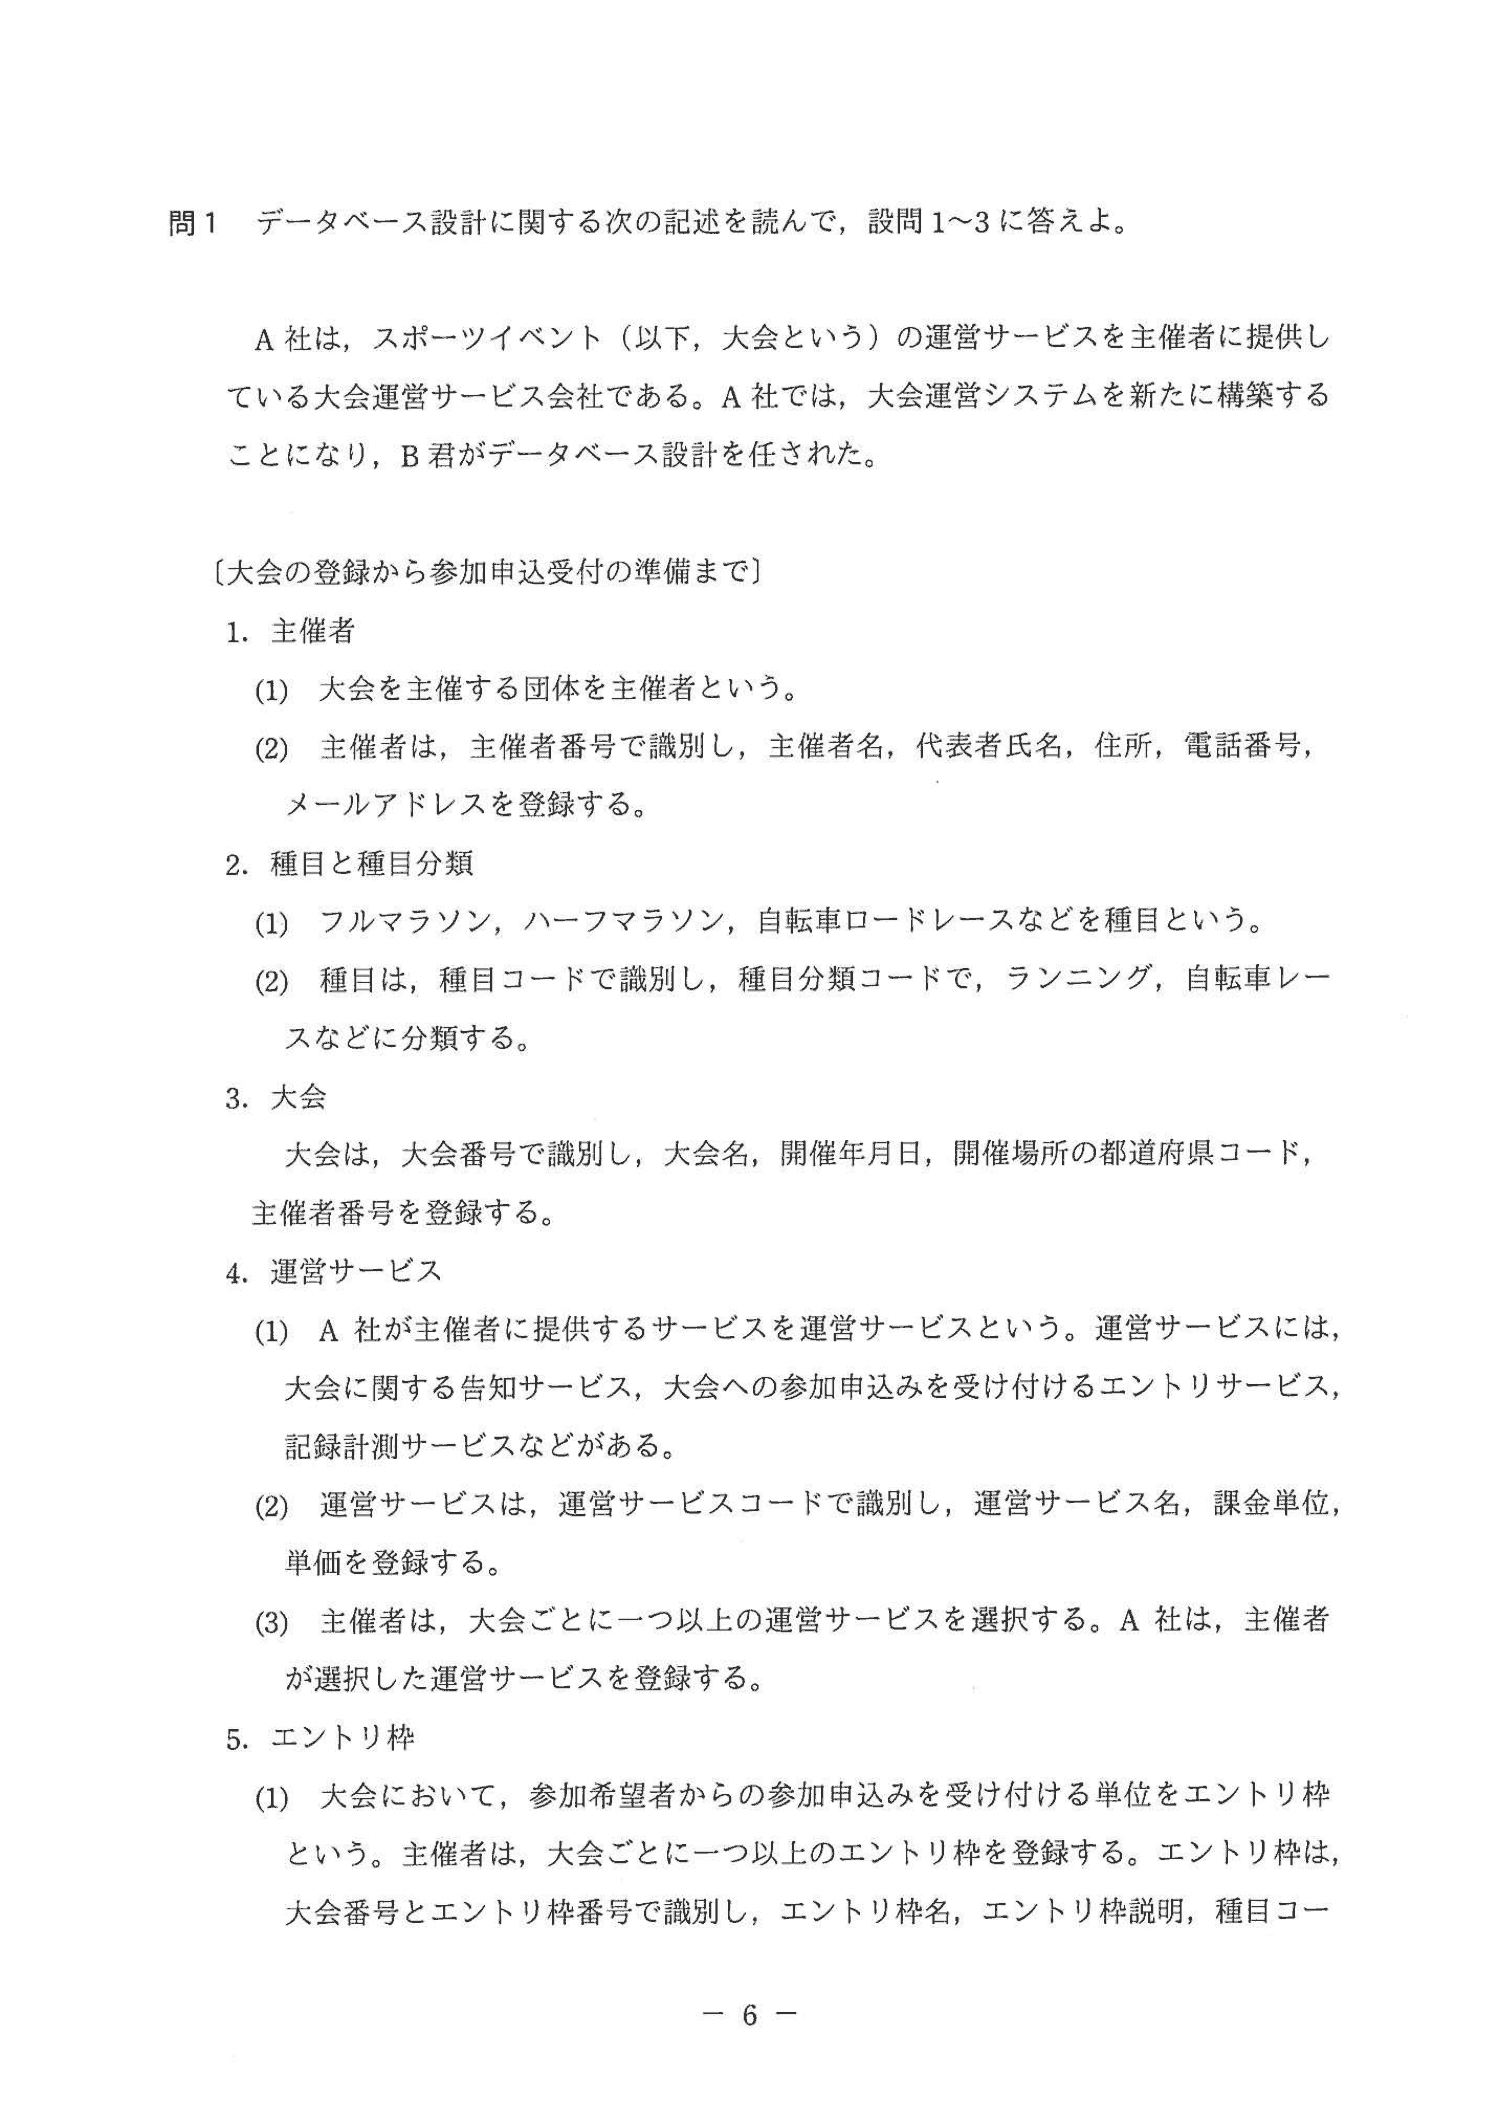 問1　データベース設計に関する次の記述を読んで，設問 1～3 に答えよ。
A 社は，スポーツイベント（以下，大会という）の運営サービスを主催者に提供し
ている大会運営サービス会社である。A 社では，大会運営システムを新たに構築する
ことになり，B 君がデータベース設計を任された。
〔大会の登録から参加申込受付の準備まで〕
1. 主催者
(1)　大会を主催する団体を主催者という。
(2)　主催者は，主催者番号で識別し，主催者名，代表者氏名，住所，電話番号，
メールアドレスを登録する。
2. 種目と種目分類
(1)　フルマラソン，ハーフマラソン，自転車ロードレースなどを種目という。
(2)　種目は，種目コードで識別し，種目分類コードで，ランニング，自転車レー
スなどに分類する。
3. 大会
大会は，大会番号で識別し，大会名，開催年月日，開催場所の都道府県コード，
主催者番号を登録する。
4. 運営サービス
(1)　A 社が主催者に提供するサービスを運営サービスという。運営サービスには，
大会に関する告知サービス，大会への参加申込みを受け付けるエントリサービス，
記録計測サービスなどがある。
(2)　運営サービスは，運営サービスコードで識別し，運営サービス名，課金単位，
単価を登録する。
(3)　主催者は，大会ごとに一つ以上の運営サービスを選択する。A 社は，主催者
が選択した運営サービスを登録する。
5. エントリ枠
(1)　大会において，参加希望者からの参加申込みを受け付ける単位をエントリ枠
という。主催者は，大会ごとに一つ以上のエントリ枠を登録する。エントリ枠は，
大会番号とエントリ枠番号で識別し，エントリ枠名，エントリ枠説明，種目コー
－ 6 －